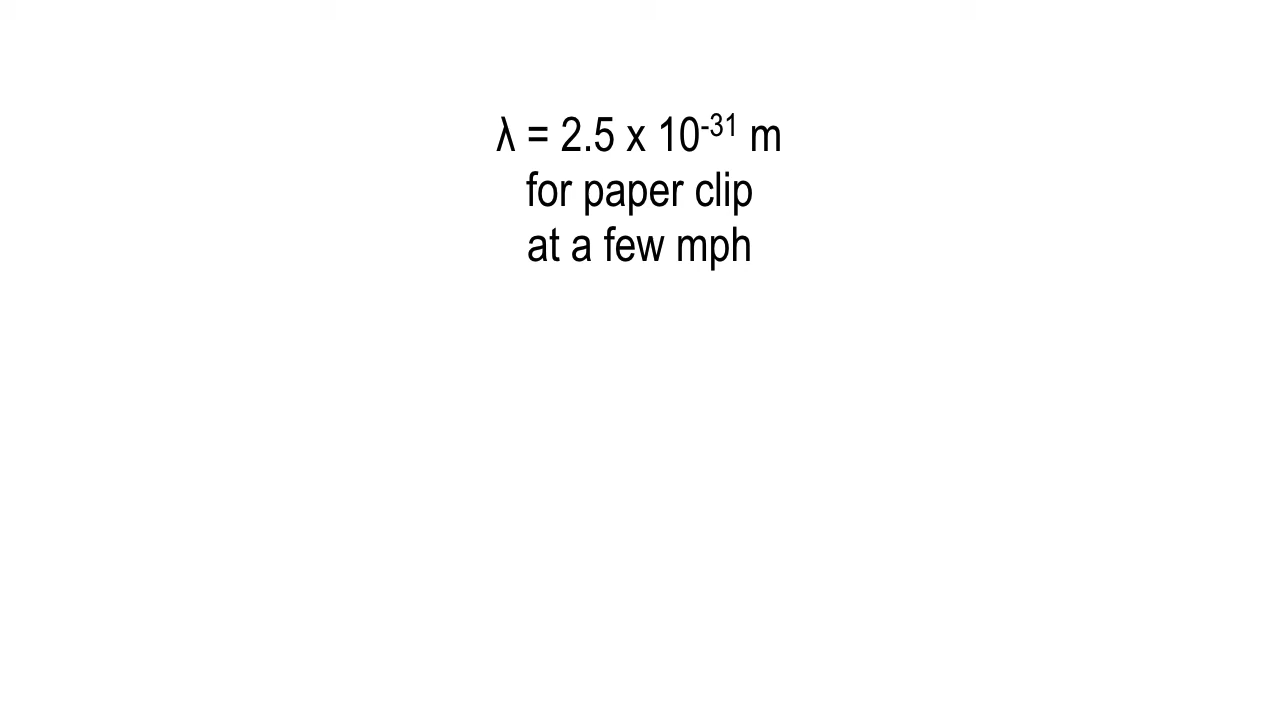 λ = 2.5 x 10⁻³¹ m
for paper clip
at a few mph